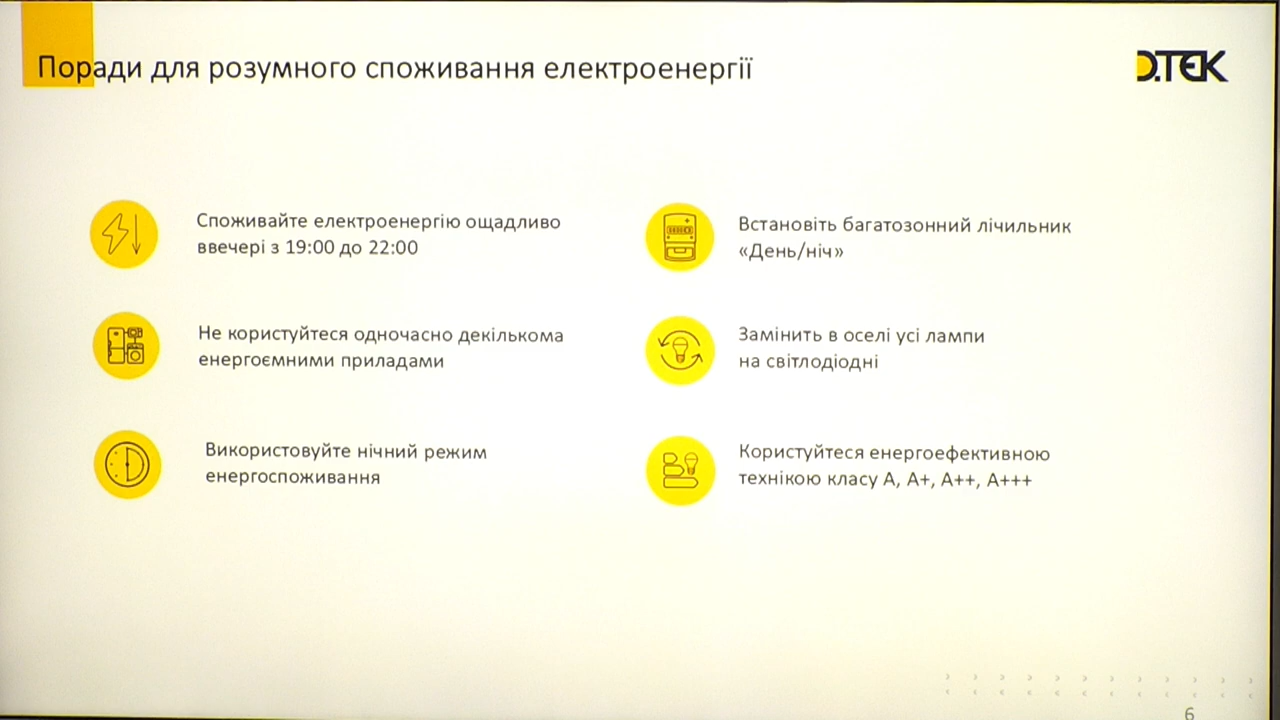 Поради для розумного споживання електроенергії
D.TEK
Споживайте електроенергію ощадливо
ввечері з 19:00 до 22:00
Не користуйтеся одночасно декількома
енергоємними приладами
Використовуйте нічний режим
енергоспоживання
Встановіть багатозонний лічильник
«День/ніч»
Замінить в оселі усі лампи
на світлодіодні
Користуйтеся енергоефективною
технікою класу А, А+, А++, А+++
6